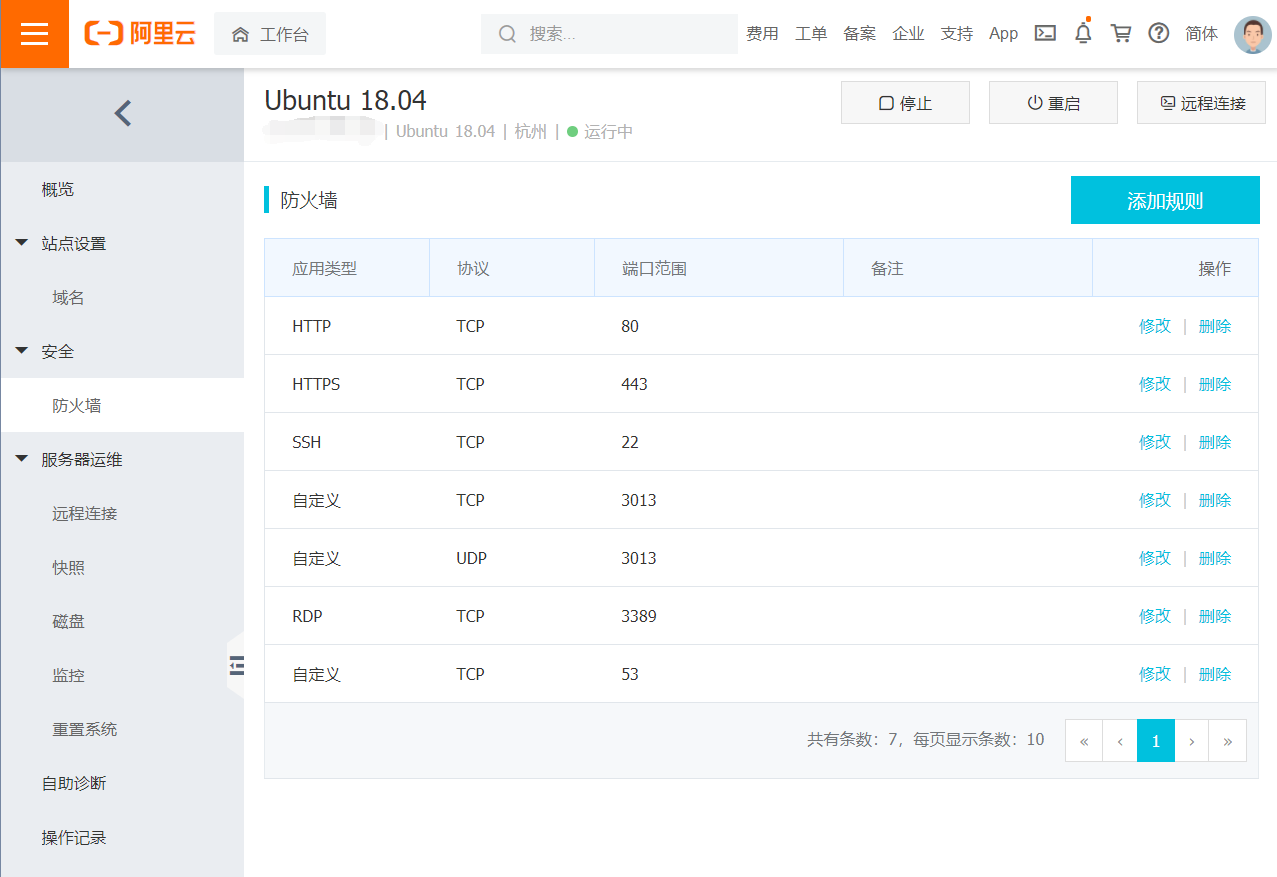 阿里云 工作台 搜索... 费用 工单 备案 企业 支持 App 简体
Ubuntu 18.04 停止 重启 远程连接
| Ubuntu 18.04 | 杭州 | 运行中
概览
站点设置
域名
安全
防火墙
服务器运维
远程连接
快照
磁盘
监控
重置系统
自助诊断
操作记录
防火墙 添加规则
应用类型 协议 端口范围 备注 操作
HTTP TCP 80 修改 | 删除
HTTPS TCP 443 修改 | 删除
SSH TCP 22 修改 | 删除
自定义 TCP 3013 修改 | 删除
自定义 UDP 3013 修改 | 删除
RDP TCP 3389 修改 | 删除
自定义 TCP 53 修改 | 删除
共有条数：7，每页显示条数：10 « ‹ 1 › »